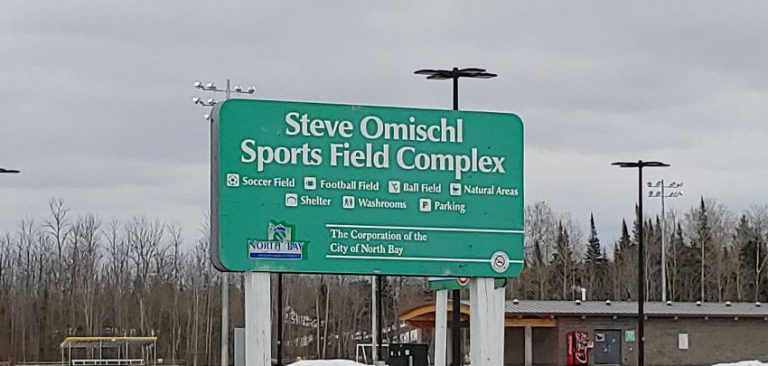 Steve Omischl
Sports Field Complex
Soccer Field Football Field Ball Field Natural Areas
Shelter Washrooms Parking
NORTH BAY
The Corporation of the
City of North Bay